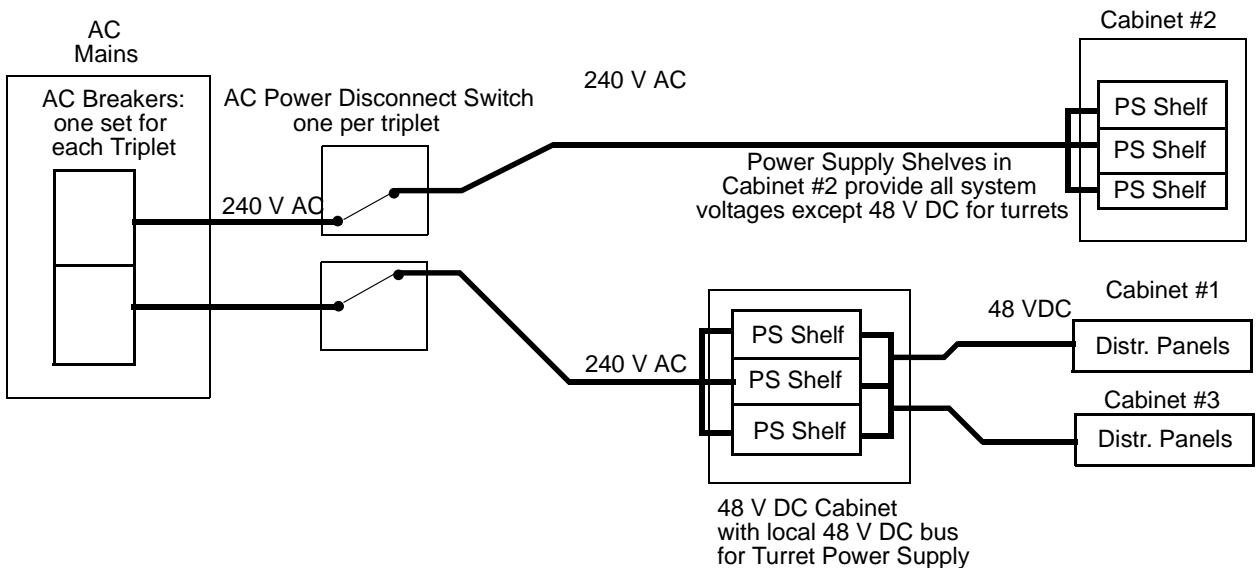 AC
Mains
AC Breakers:
one set for
each Triplet
AC Power Disconnect Switch
one per triplet
240 V AC
240 V AC
Cabinet #2
PS Shelf
PS Shelf
PS Shelf
Power Supply Shelves in
Cabinet #2 provide all system
voltages except 48 V DC for turrets
240 V AC
PS Shelf
PS Shelf
PS Shelf
48 V DC Cabinet
with local 48 V DC bus
for Turret Power Supply
48 VDC
Cabinet #1
Distr. Panels
Cabinet #3
Distr. Panels